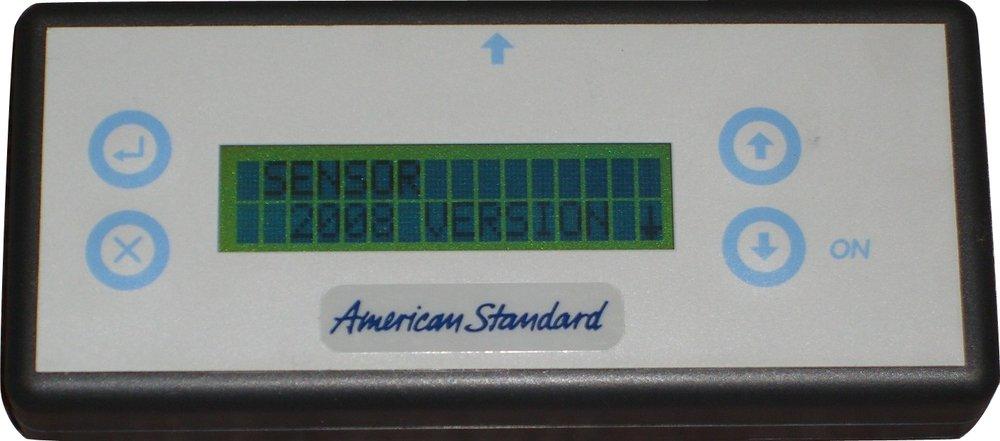 SENSOR
2008 VERSION ↓
ON
American Standard